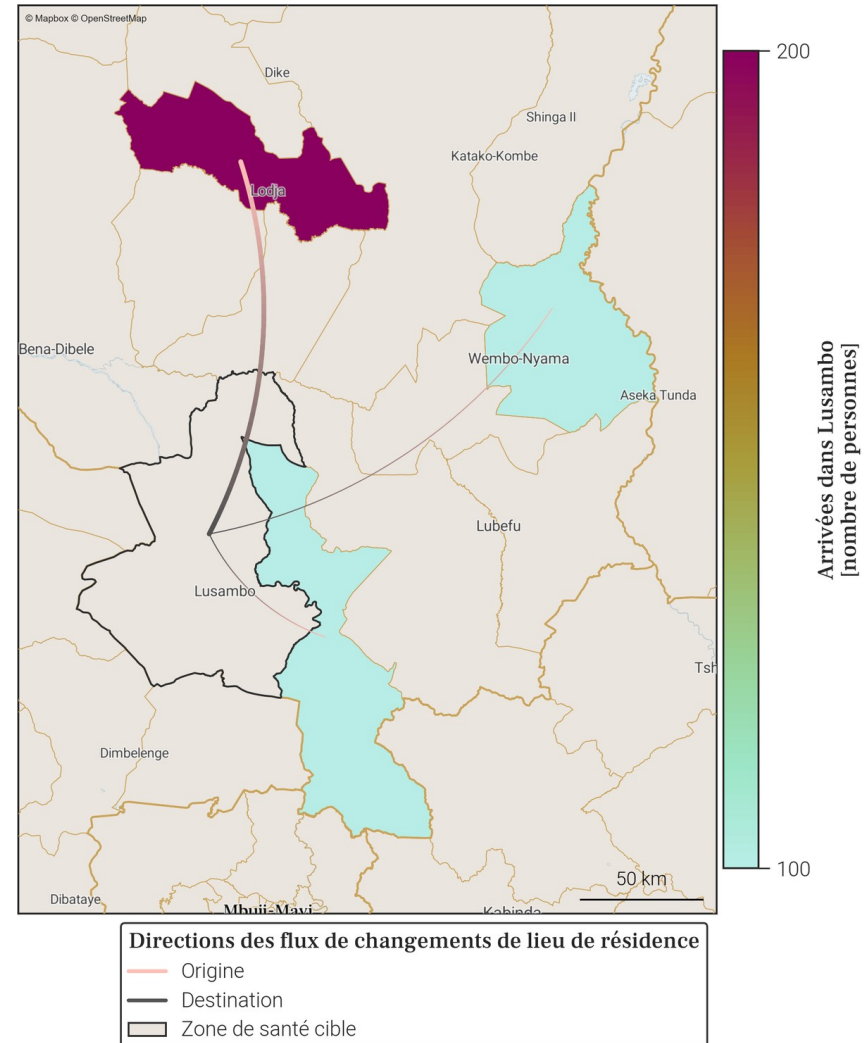 © Mapbox © OpenStreetMap
Dike
Shinga II
Katako-Kombe
Lodja
Bena-Dibele
Wembo-Nyama
Aseka Tunda
Lubefu
Lusambo
Tsh
Dimbelenge
50 km
Dibataye
Mbuji-Mayi
Kabinda
200
100
Arrivées dans Lusambo
[nombre de personnes]
Directions des flux de changements de lieu de résidence
Origine
Destination
Zone de santé cible